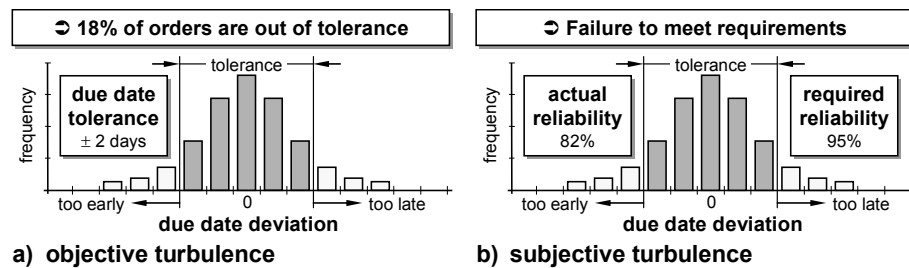 ➲ 18% of orders are out of tolerance
tolerance
due date
tolerance
± 2 days
frequency
too early
0
too late
due date deviation
a) objective turbulence
➲ Failure to meet requirements
tolerance
actual
reliability
82%
required
reliability
95%
frequency
too early
0
too late
due date deviation
b) subjective turbulence